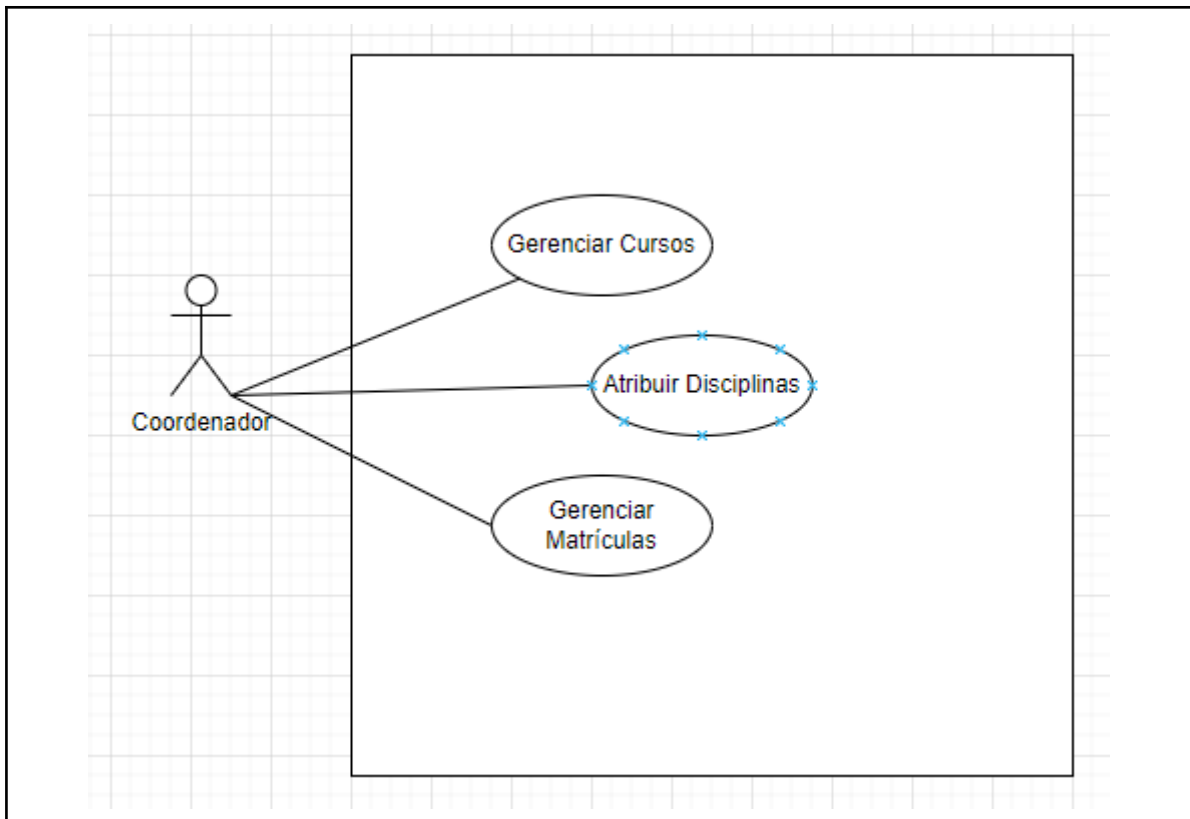 Gerenciar Cursos
Atribuir Disciplinas
Coordenador
Gerenciar
Matrículas